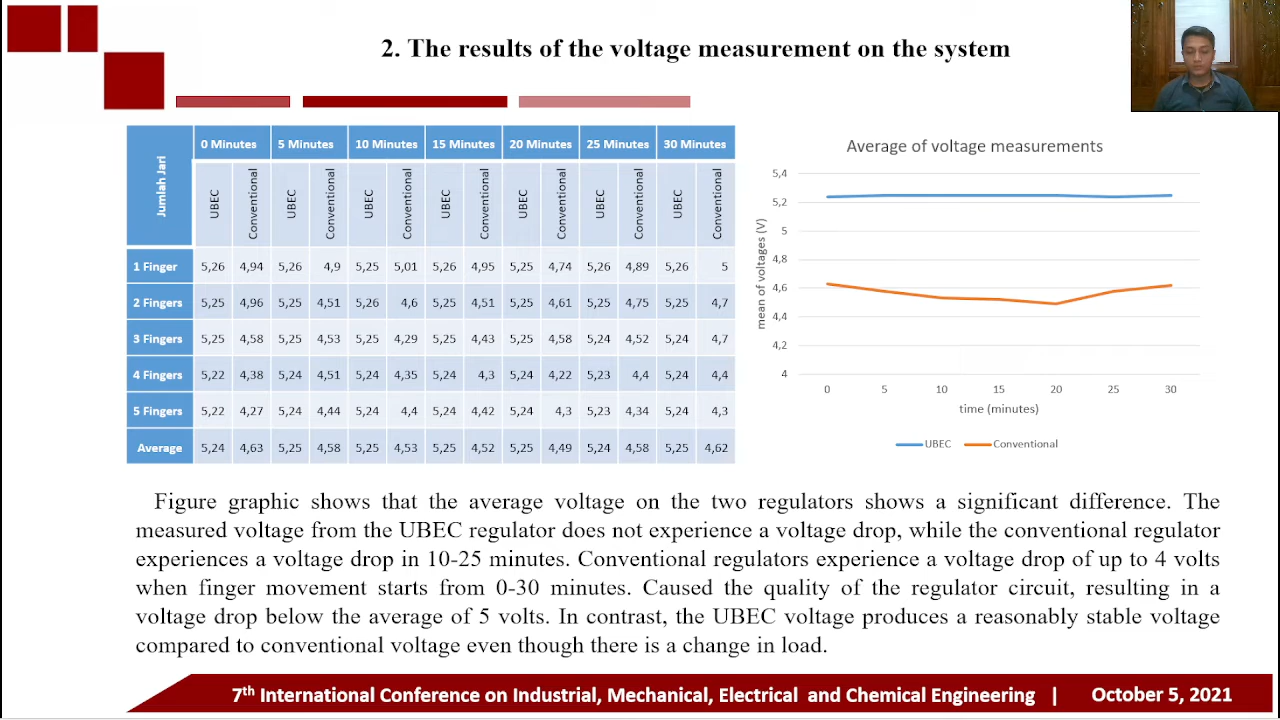 2. The results of the voltage measurement on the system
Jumlah Jari 0 Minutes 5 Minutes 10 Minutes 15 Minutes 20 Minutes 25 Minutes 30 Minutes
UBEC Conventional UBEC Conventional UBEC Conventional UBEC Conventional UBEC Conventional UBEC Conventional UBEC Conventional
1 Finger 5,26 4,94 5,26 4,9 5,25 5,01 5,26 4,95 5,25 4,74 5,26 4,89 5,26 5
2 Fingers 5,25 4,96 5,25 4,51 5,26 4,6 5,25 4,51 5,25 4,61 5,25 4,75 5,25 4,7
3 Fingers 5,25 4,58 5,25 4,53 5,25 4,29 5,25 4,43 5,25 4,58 5,24 4,52 5,24 4,7
4 Fingers 5,22 4,38 5,24 4,51 5,24 4,35 5,24 4,3 5,24 4,22 5,23 4,4 5,24 4,4
5 Fingers 5,22 4,27 5,24 4,44 5,24 4,4 5,24 4,42 5,24 4,3 5,23 4,34 5,24 4,3
Average 5,24 4,63 5,25 4,58 5,25 4,53 5,25 4,52 5,25 4,49 5,24 4,58 5,25 4,62
Average of voltage measurements
mean of voltages (V)
5,4
5,2
5
4,8
4,6
4,4
4,2
4
0 5 10 15 20 25 30
time (minutes)
UBEC Conventional
Figure graphic shows that the average voltage on the two regulators shows a significant difference. The
measured voltage from the UBEC regulator does not experience a voltage drop, while the conventional regulator
experiences a voltage drop in 10-25 minutes. Conventional regulators experience a voltage drop of up to 4 volts
when finger movement starts from 0-30 minutes. Caused the quality of the regulator circuit, resulting in a
voltage drop below the average of 5 volts. In contrast, the UBEC voltage produces a reasonably stable voltage
compared to conventional voltage even though there is a change in load.
7th International Conference on Industrial, Mechanical, Electrical and Chemical Engineering | October 5, 2021